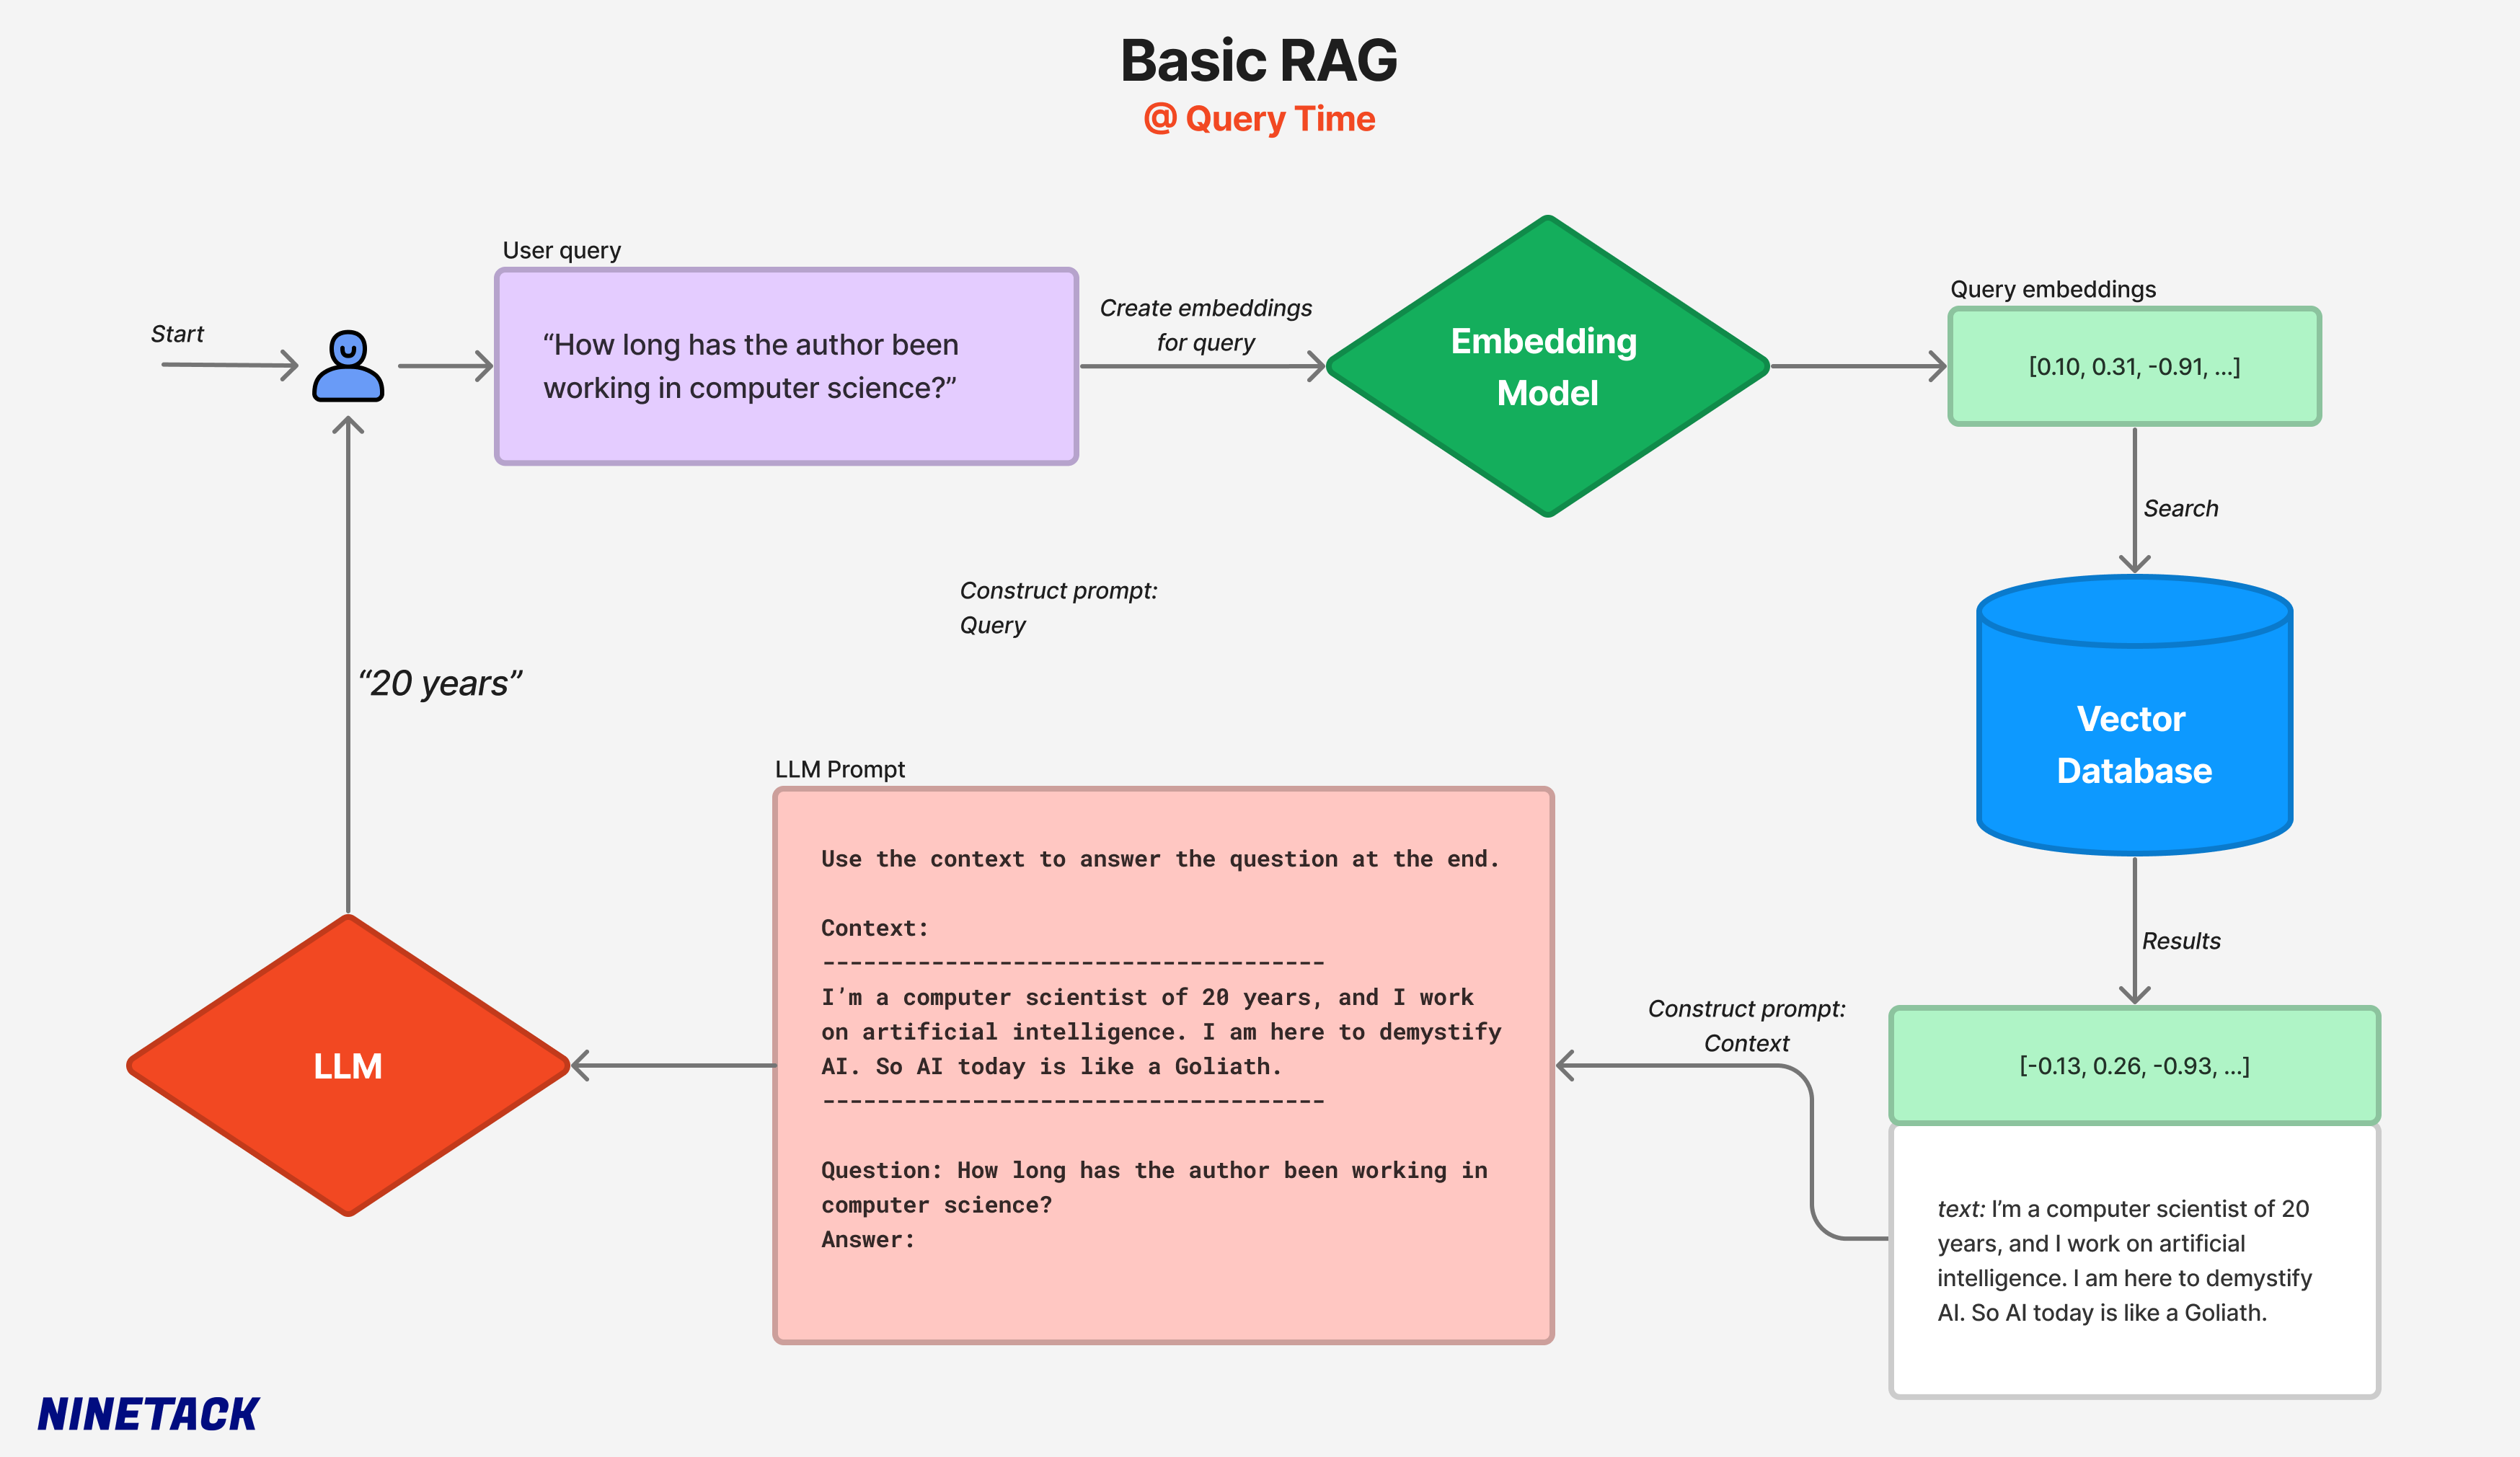 Basic RAG
@ Query Time
Start
User query
“How long has the author been
working in computer science?”
Create embeddings
for query
Embedding
Model
Query embeddings
[0.10, 0.31, -0.91, ...]
Search
Vector
Database
Results
[-0.13, 0.26, -0.93, ...]
text: I’m a computer scientist of 20
years, and I work on artificial
intelligence. I am here to demystify
AI. So AI today is like a Goliath.
Construct prompt:
Context
Construct prompt:
Query
LLM Prompt
Use the context to answer the question at the end.
Context:
-------------------------------------
I’m a computer scientist of 20 years, and I work
on artificial intelligence. I am here to demystify
AI. So AI today is like a Goliath.
-------------------------------------
Question: How long has the author been working in
computer science?
Answer:
LLM
“20 years”
NINETACK